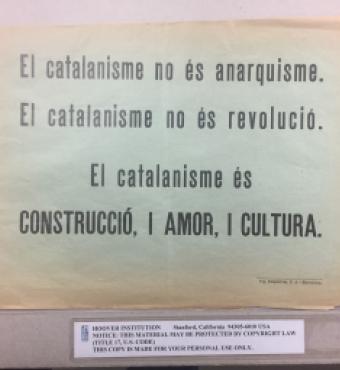 El catalanisme no és anarquisme.
El catalanisme no és revolució.
El catalanisme és
CONSTRUCCIÓ, I AMOR, I CULTURA.
HOOVER INSTITUTION Stanford, California 94305-6010 USA
NOTICE: THIS MATERIAL MAY BE PROTECTED BY COPYRIGHT LAW
(TITLE 17, U.S. CODE)
THIS COPY IS MADE FOR YOUR PERSONAL USE ONLY.